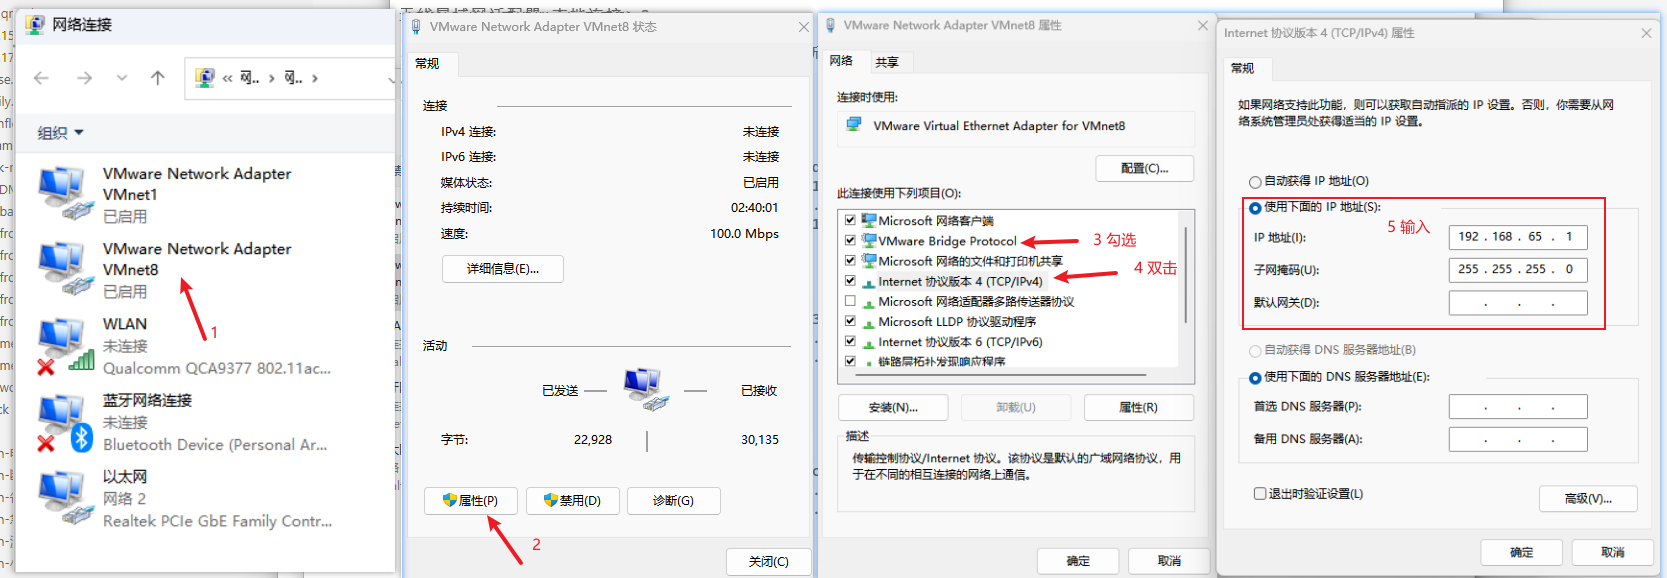 网络连接
组织
VMware Network Adapter
VMnet1
已启用
VMware Network Adapter
VMnet8
已启用
1
WLAN
未连接
Qualcomm QCA9377 802.11ac...
蓝牙网络连接
未连接
Bluetooth Device (Personal Ar...
以太网
网络 2
Realtek PCIe GbE Family Contr...
VMware Network Adapter VMnet8 状态
常规
连接
IPv4 连接: 未连接
IPv6 连接: 未连接
媒体状态: 已启用
持续时间: 02:40:01
速度: 100.0 Mbps
详细信息(E)...
活动
已发送 已接收
字节: 22,928 30,135
属性(P) 禁用(D) 诊断(G)
2
关闭(C)
VMware Network Adapter VMnet8 属性
网络 共享
连接时使用:
VMware Virtual Ethernet Adapter for VMnet8
配置(C)...
此连接使用下列项目(O):
Microsoft 网络客户端
VMware Bridge Protocol 3 勾选
Microsoft 网络的文件和打印机共享
Internet 协议版本 4 (TCP/IPv4) 4 双击
Microsoft 网络适配器多路传送器协议
Microsoft LLDP 协议驱动程序
Internet 协议版本 6 (TCP/IPv6)
链路层拓扑发现响应程序
安装(N)... 卸载(U) 属性(R)
描述
传输控制协议/Internet 协议。该协议是默认的广域网络协议，用
于在不同的相互连接的网络上通信。
确定 取消
Internet 协议版本 4 (TCP/IPv4) 属性
常规
如果网络支持此功能，则可以获取自动指派的 IP 设置。否则，你需要从网
络系统管理员处获得适当的 IP 设置。
自动获得 IP 地址(O)
使用下面的 IP 地址(S):
5 输入
IP 地址(I): 192 . 168 . 65 . 1
子网掩码(U): 255 . 255 . 255 . 0
默认网关(D): . . .
自动获得 DNS 服务器地址(B)
使用下面的 DNS 服务器地址(E):
首选 DNS 服务器(P): . . .
备用 DNS 服务器(A): . . .
退出时验证设置(L)
高级(V)...
确定 取消